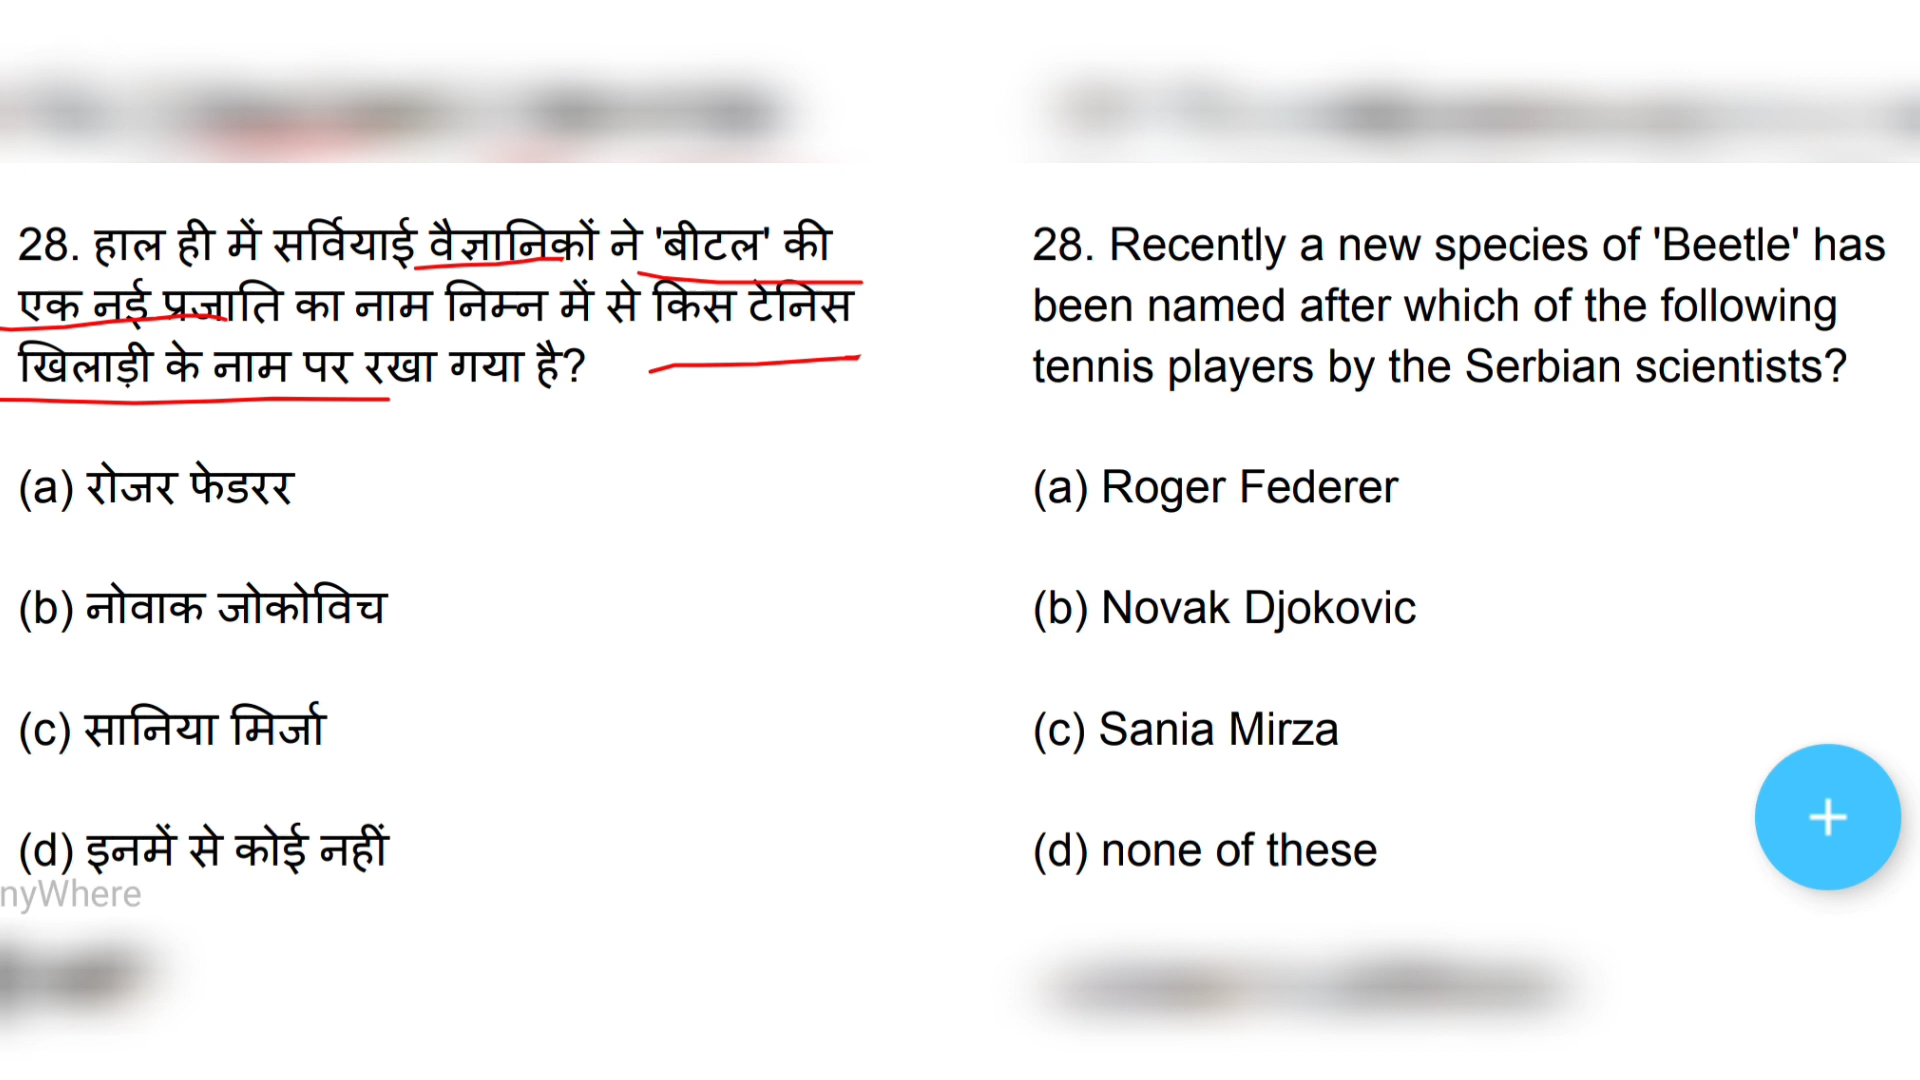 28. हाल ही में सर्वियाई वैज्ञानिकों ने 'बीटल' की
एक नई प्रजाति का नाम निम्न में से किस टेनिस
खिलाड़ी के नाम पर रखा गया है?
(a) रोजर फेडरर
(b) नोवाक जोकोविच
(c) सानिया मिर्जा
(d) इनमें से कोई नहीं
nyWhere
28. Recently a new species of 'Beetle' has
been named after which of the following
tennis players by the Serbian scientists?
(a) Roger Federer
(b) Novak Djokovic
(c) Sania Mirza
(d) none of these